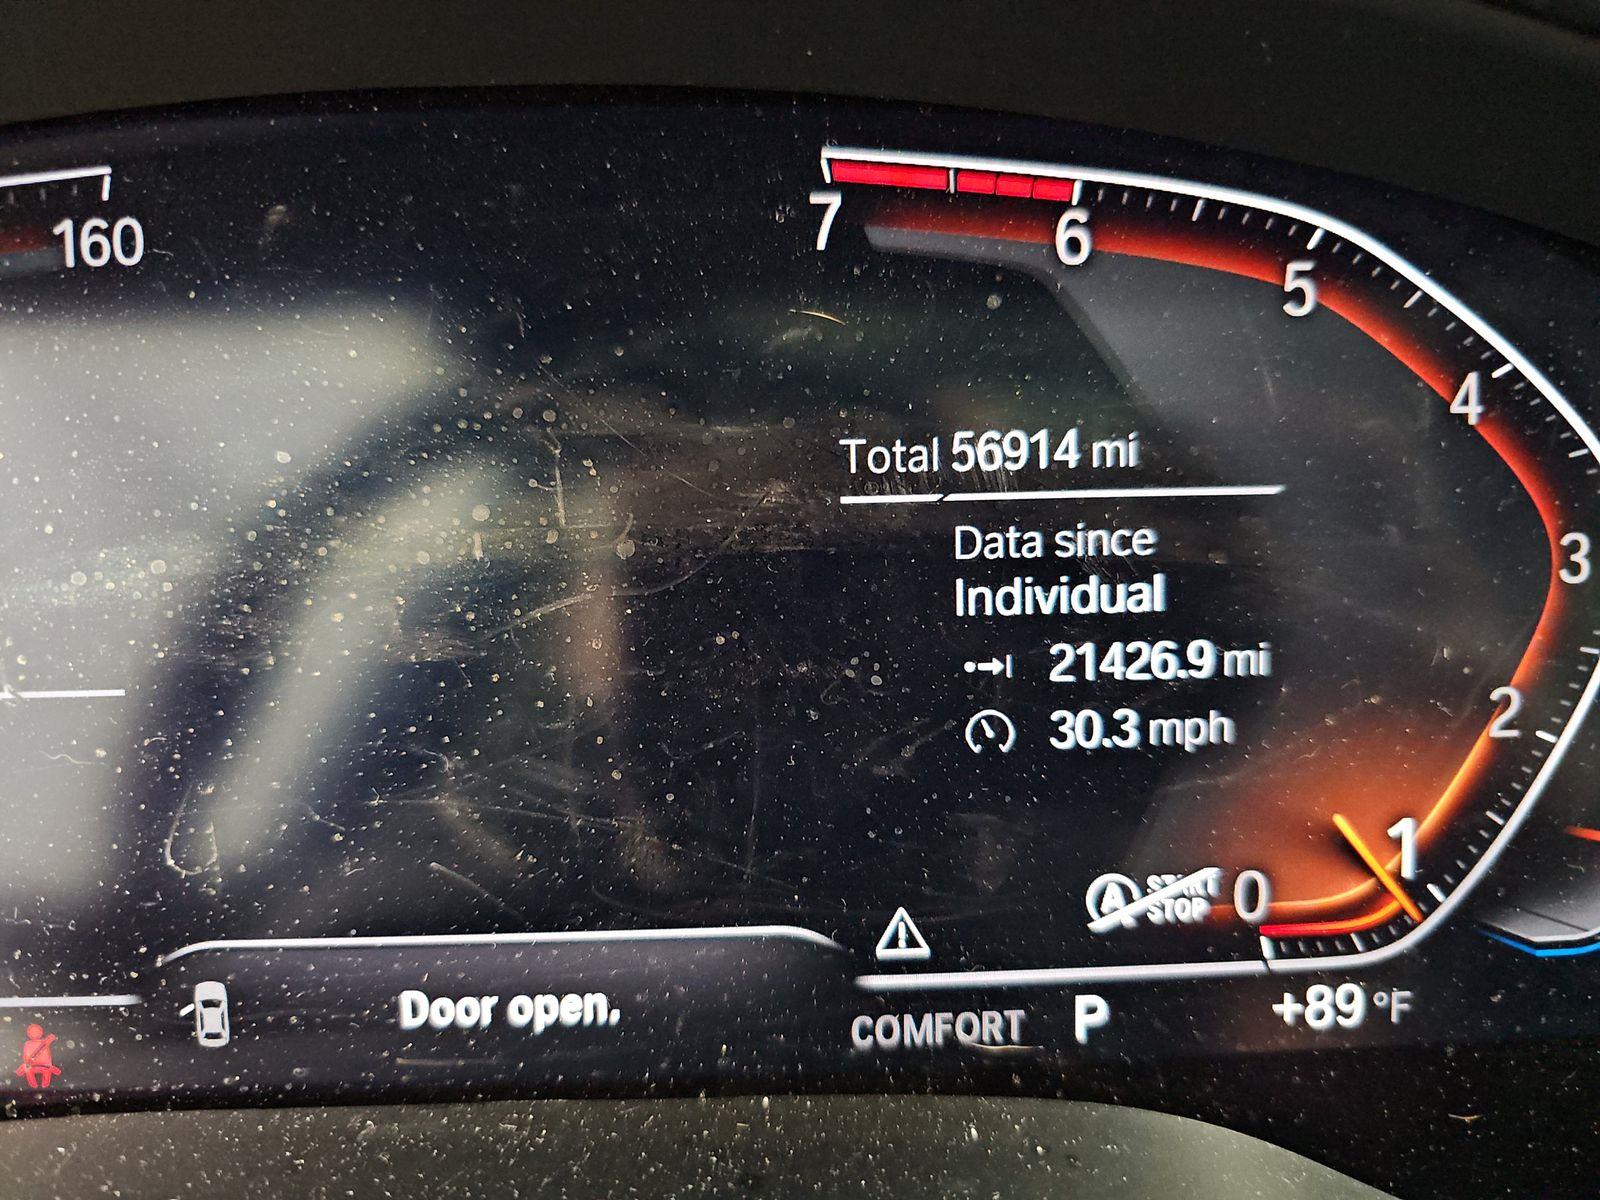 160
7
6
5
4
3
2
1
0
Total 56914 mi
Data since
Individual
21426.9 mi
30.3 mph
A START
STOP
Door open.
COMFORT P +89 °F